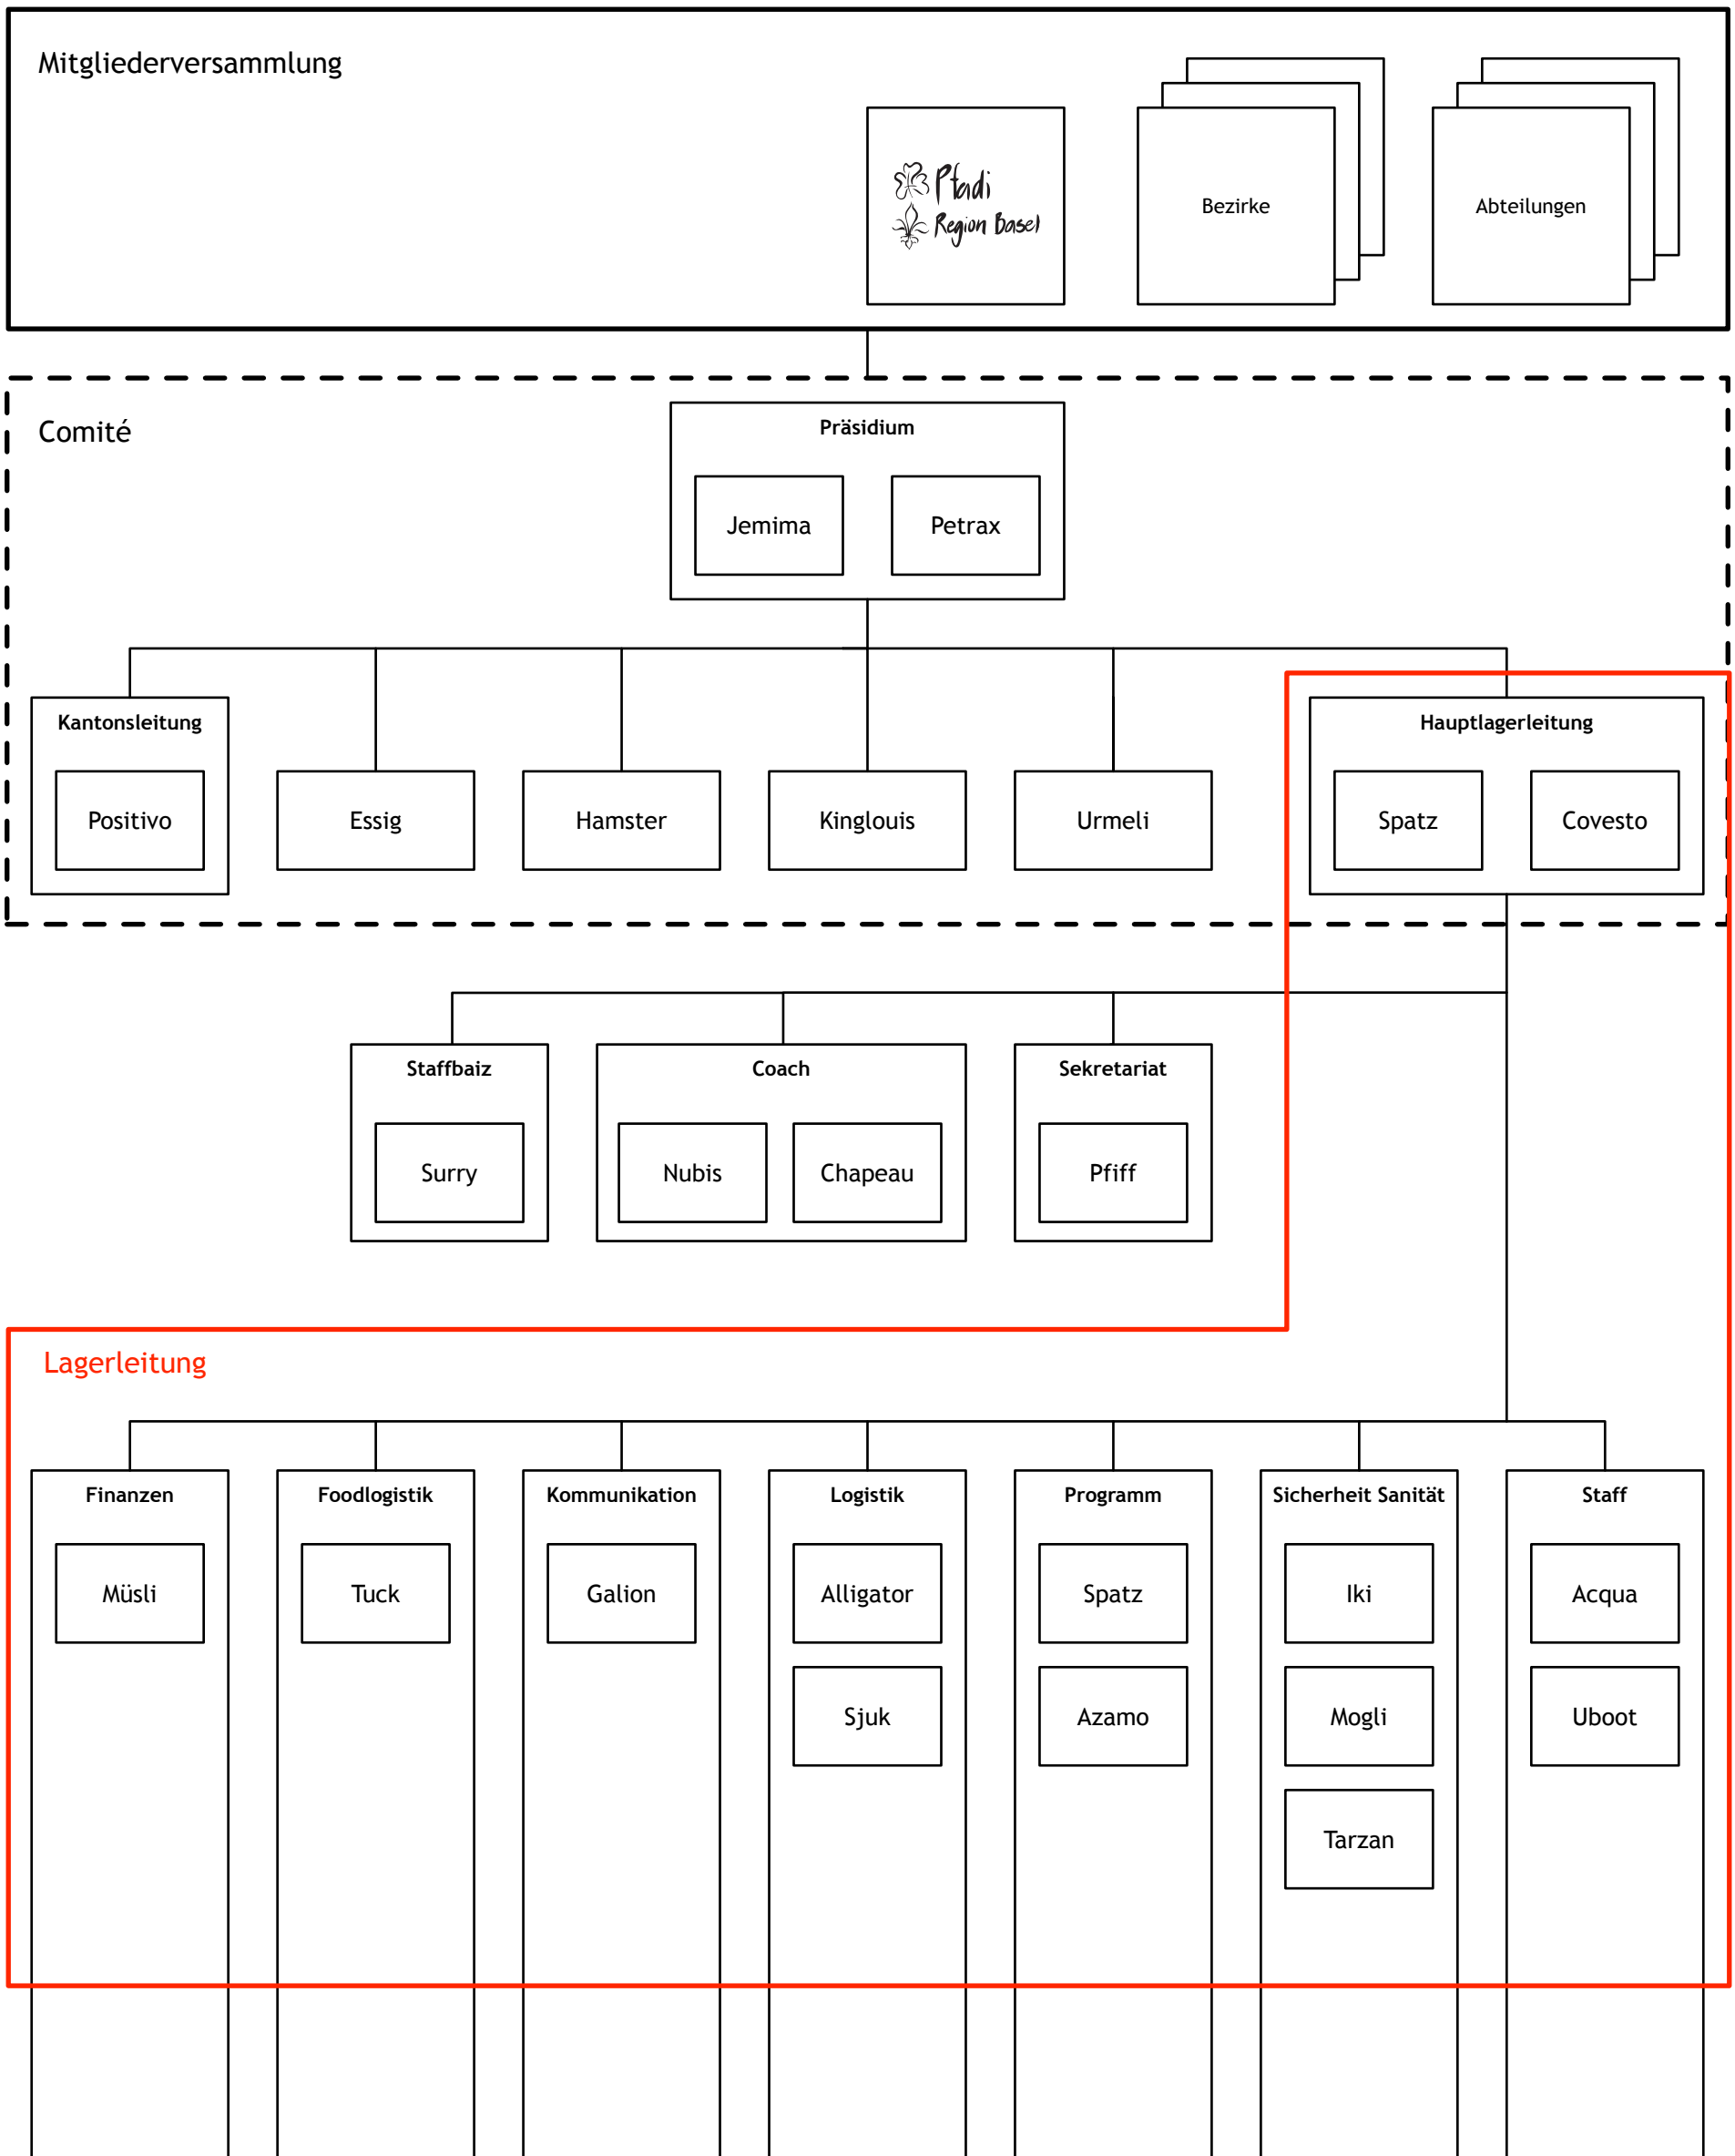 Mitgliederversammlung
Pfadi
Region Basel
Bezirke
Abteilungen
Comité
Präsidium
Jemima
Petrax
Kantonsleitung
Positivo
Essig
Hamster
Kinglouis
Urmeli
Hauptlagerleitung
Spatz
Covesto
Staffbaiz
Surry
Coach
Nubis
Chapeau
Sekretariat
Pfiff
Lagerleitung
Finanzen
Müsli
Foodlogistik
Tuck
Kommunikation
Galion
Logistik
Alligator
Sjuk
Programm
Spatz
Azamo
Sicherheit Sanität
Iki
Mogli
Tarzan
Staff
Acqua
Uboot